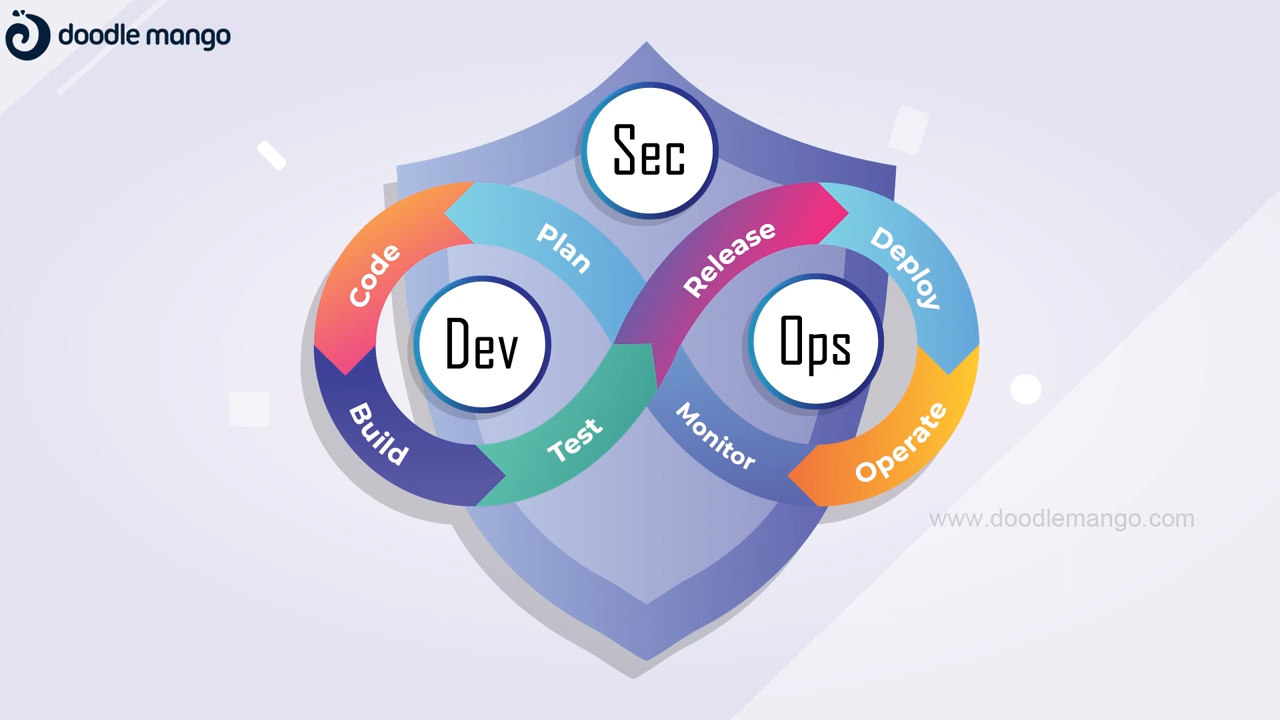 doodle mango
Sec
Plan
Release
Code
Deploy
Dev
Ops
Build
Test
Monitor
Operate
www.doodlemango.com